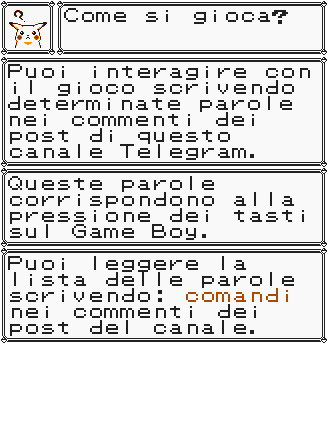 ?
Come si gioca?
Puoi interagire con
il gioco scrivendo
determinate parole
nei commenti dei
post di questo
canale Telegram.
Queste parole
corrispondono alla
pressione dei tasti
sul Game Boy.
Puoi leggere la
lista delle parole
scrivendo: comandi
nei commenti dei
post del canale.